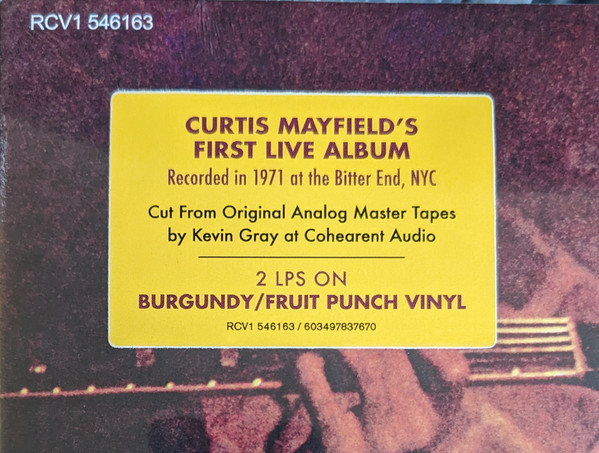 RCV1 546163
CURTIS MAYFIELD'S
FIRST LIVE ALBUM
Recorded in 1971 at the Bitter End, NYC
Cut From Original Analog Master Tapes
by Kevin Gray at Cohearent Audio
2 LPS ON
BURGUNDY/FRUIT PUNCH VINYL
RCV1 546163 / 603497837670